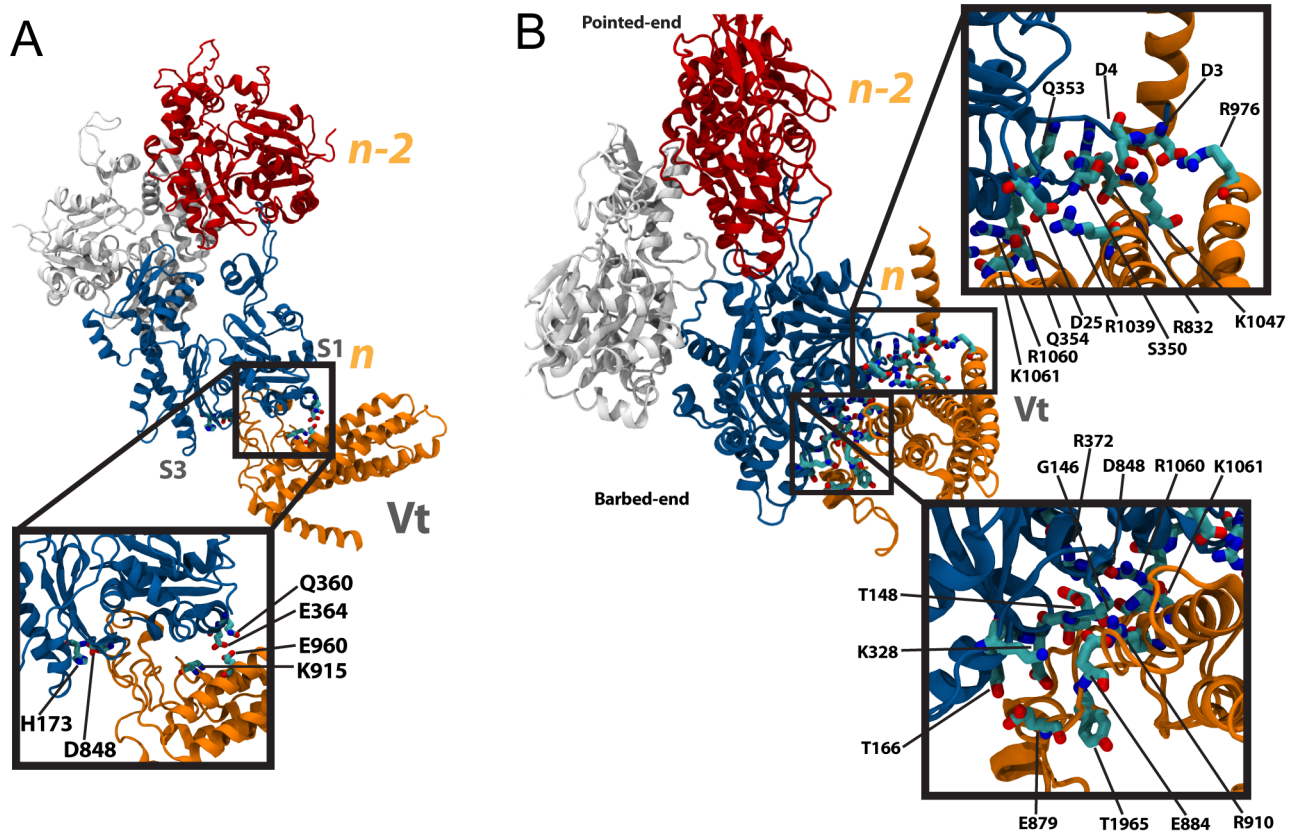 A
n-2
S1
n
S3
Vt
Q360
E364
E960
K915
H173
D848
B
Pointed-end
n-2
n
Vt
Barbed-end
D4
D3
Q353
R976
K1047
R832
S350
R1039
D25
Q354
R1060
K1061
R372
G146
D848
R1060
K1061
T148
K328
T166
E879
T1965
E884
R910